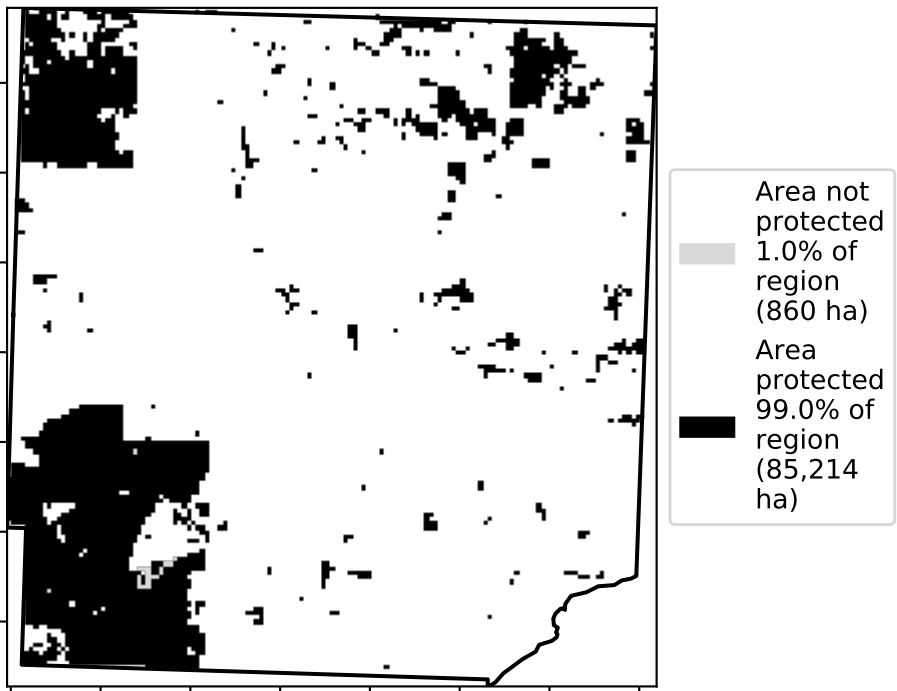 Area not
protected
1.0% of
region
(860 ha)
Area
protected
99.0% of
region
(85,214
ha)